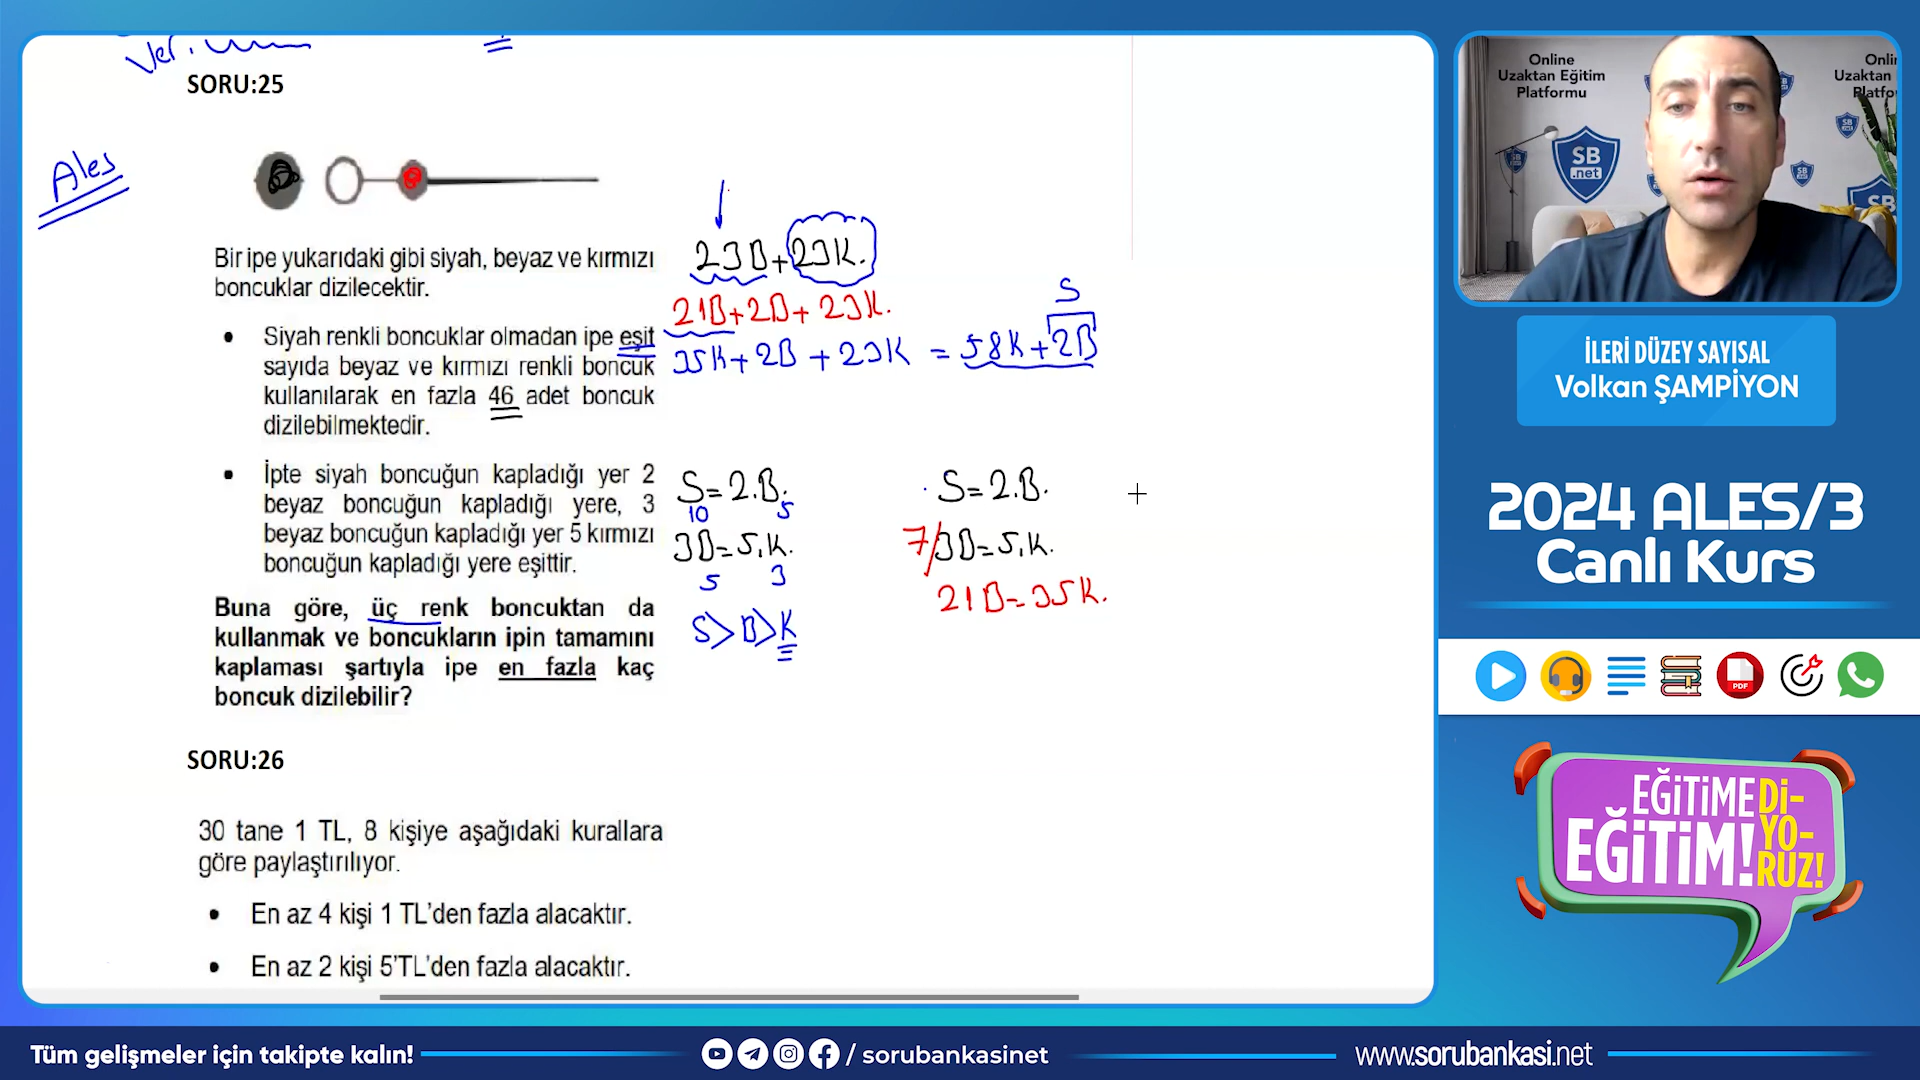 Ver.
SORU:25
Ales
Bir ipe yukarıdaki gibi siyah, beyaz ve kırmızı
boncuklar dizilecektir.
• Siyah renkli boncuklar olmadan ipe eşit
sayıda beyaz ve kırmızı renkli boncuk
kullanılarak en fazla 46 adet boncuk
dizilebilmektedir.
• İpte siyah boncuğun kapladığı yer 2
beyaz boncuğun kapladığı yere, 3
beyaz boncuğun kapladığı yer 5 kırmızı
boncuğun kapladığı yere eşittir.
Buna göre, üç renk boncuktan da
kullanmak ve boncukların ipin tamamını
kaplaması şartıyla ipe en fazla kaç
boncuk dizilebilir?
23B+23K.
21B+2B+23K.
S
35K+2B+23K = 58K+2B
S=2.B.
10 5
3B=5.K.
5 3
S>B>K
S=2.B.
7/3B=5.K.
21B=35K.
SORU:26
30 tane 1 TL, 8 kişiye aşağıdaki kurallara
göre paylaştırılıyor.
• En az 4 kişi 1 TL'den fazla alacaktır.
• En az 2 kişi 5'TL'den fazla alacaktır.
Online
Uzaktan Eğitim
Platformu
SB
.net
İLERİ DÜZEY SAYISAL
Volkan ŞAMPİYON
2024 ALES/3
Canlı Kurs
PDF
EĞİTİME
EĞİTİM!
Dİ-
YO-
RUZ!
Tüm gelişmeler için takipte kalın!
/ sorubankasinet
www.sorubankasi.net